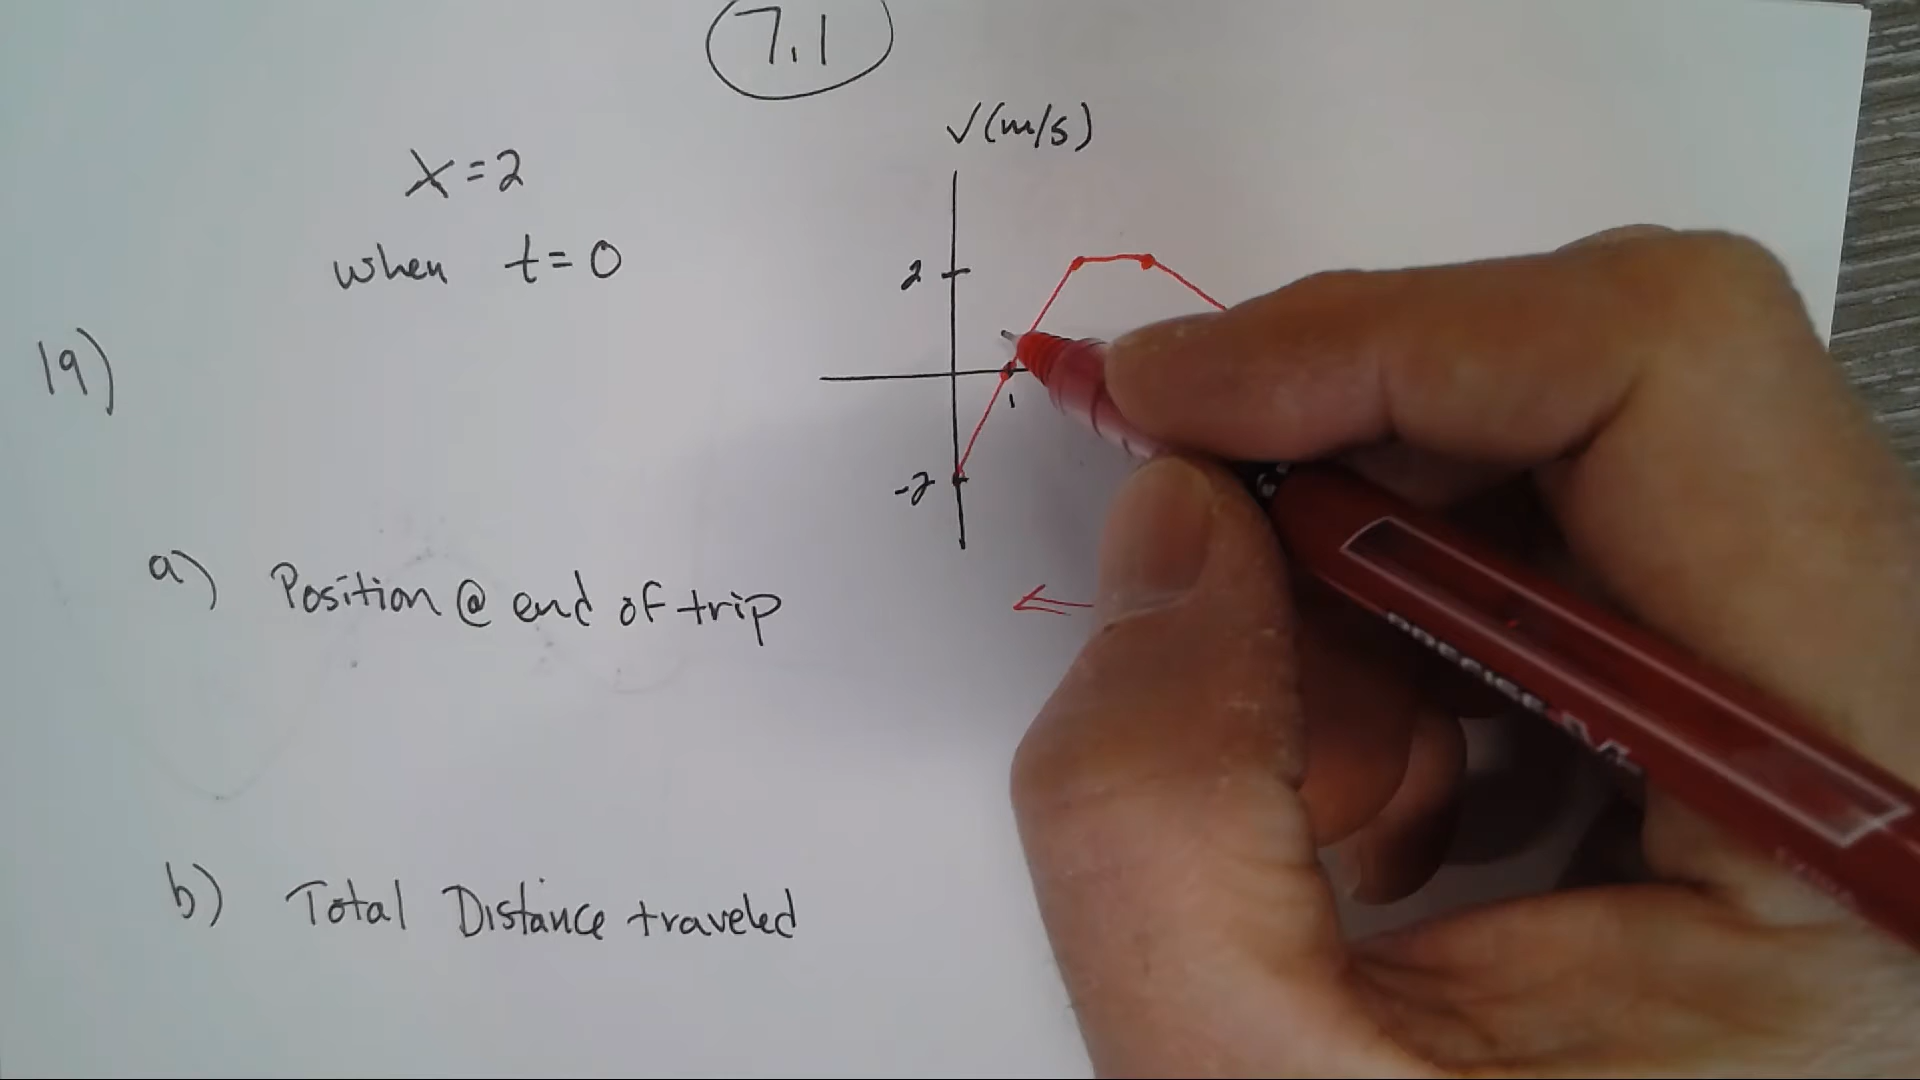 7.1
V(m/s)
x=2
when t=0
2
19)
1
-2
a) Position @ end of trip
b) Total Distance traveled